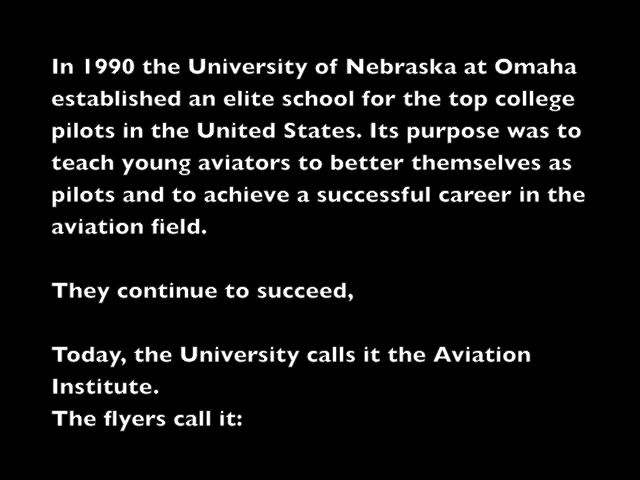 In 1990 the University of Nebraska at Omaha
established an elite school for the top college
pilots in the United States. Its purpose was to
teach young aviators to better themselves as
pilots and to achieve a successful career in the
aviation field.
They continue to succeed,
Today, the University calls it the Aviation
Institute.
The flyers call it: